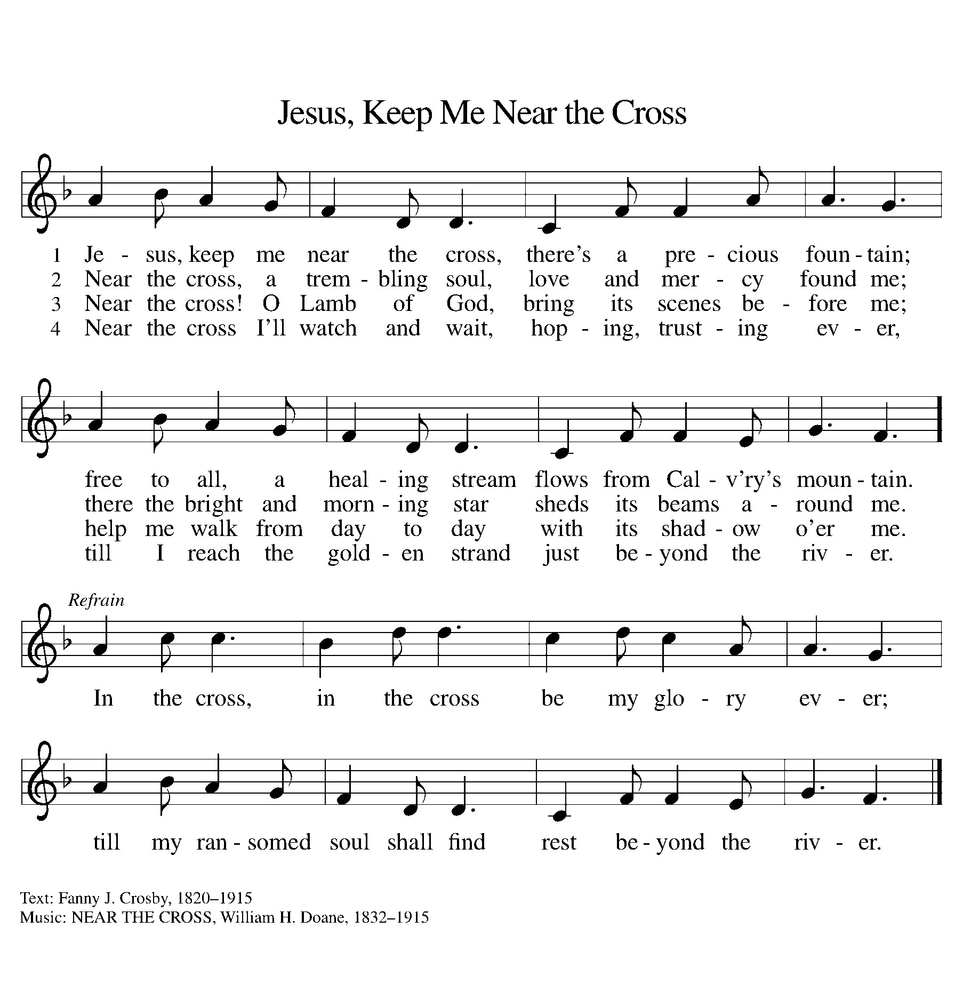 Jesus, Keep Me Near the Cross
1 Je - sus, keep me near the cross, there's a pre - cious foun - tain;
2 Near the cross, a trem - bling soul, love and mer - cy found me;
3 Near the cross! O Lamb of God, bring its scenes be - fore me;
4 Near the cross I'll watch and wait, hop - ing, trust - ing ev - er,
free to all, a heal - ing stream flows from Cal - v'ry's moun - tain.
there the bright and morn - ing star sheds its beams a - round me.
help me walk from day to day with its shad - ow o'er me.
till I reach the gold - en strand just be - yond the riv - er.
Refrain
In the cross, in the cross be my glo - ry ev - er;
till my ran - somed soul shall find rest be - yond the riv - er.
Text: Fanny J. Crosby, 1820–1915
Music: NEAR THE CROSS, William H. Doane, 1832–1915